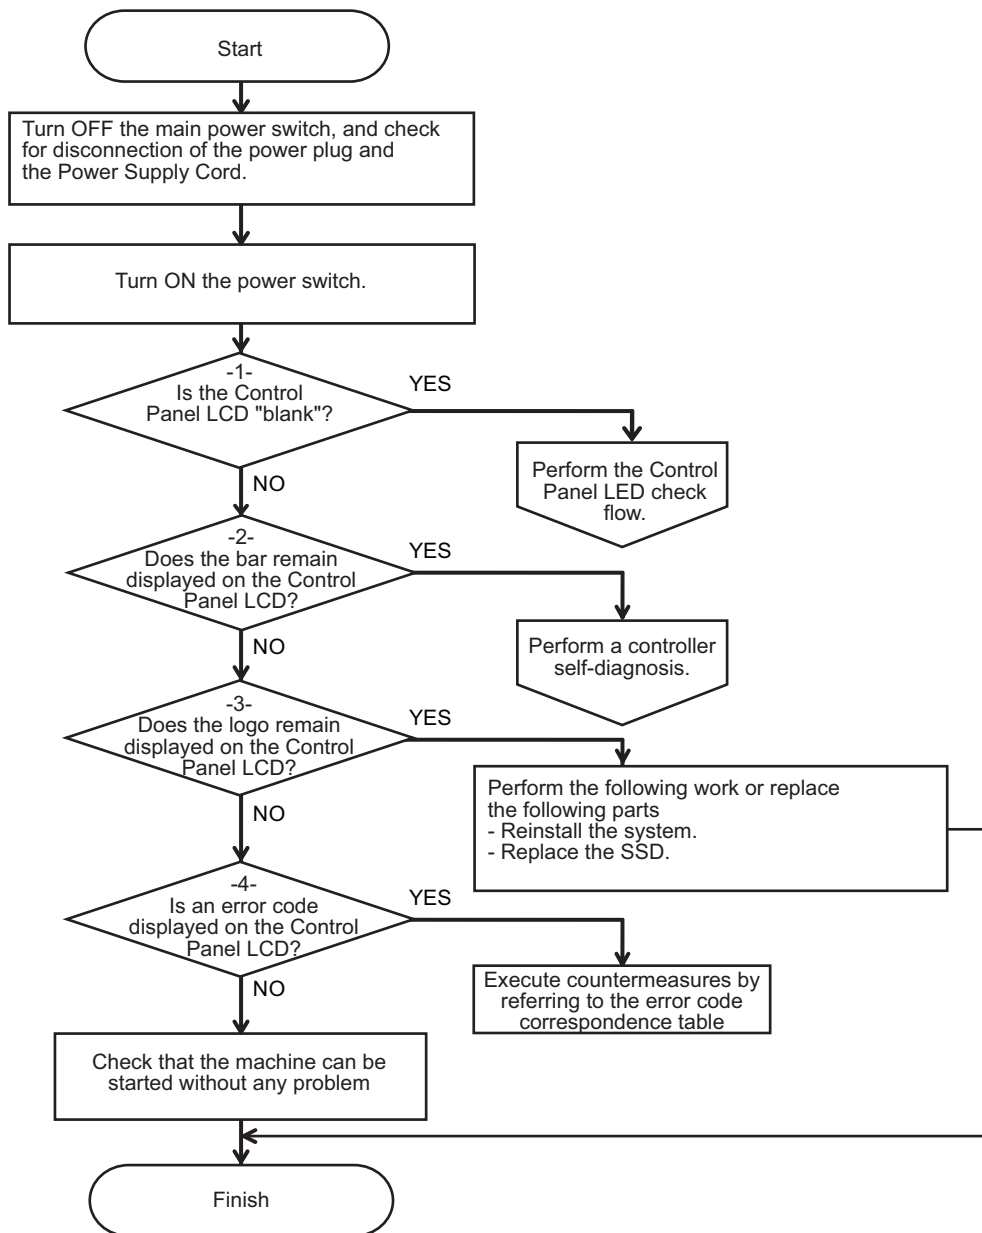 Start
Turn OFF the main power switch, and check
for disconnection of the power plug and
the Power Supply Cord.
Turn ON the power switch.
-1-
Is the Control
Panel LCD "blank"?
YES
NO
Perform the Control
Panel LED check
flow.
-2-
Does the bar remain
displayed on the Control
Panel LCD?
YES
NO
Perform a controller
self-diagnosis.
-3-
Does the logo remain
displayed on the Control
Panel LCD?
YES
NO
Perform the following work or replace
the following parts
- Reinstall the system.
- Replace the SSD.
-4-
Is an error code
displayed on the Control
Panel LCD?
YES
NO
Execute countermeasures by
referring to the error code
correspondence table
Check that the machine can be
started without any problem
Finish